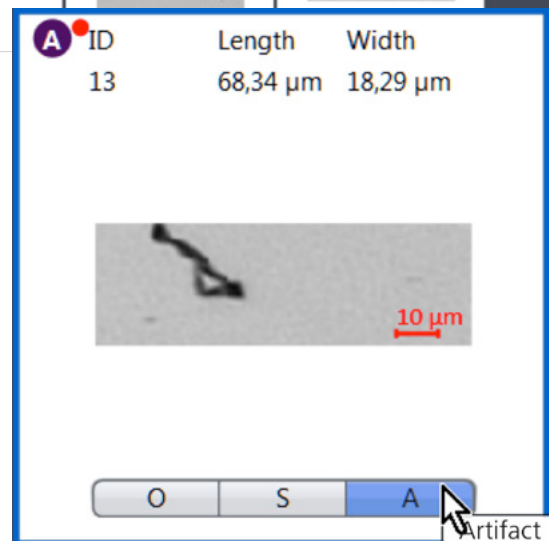 A ID Length Width
13 68,34 µm 18,29 µm
10 µm
O S A
Artifact